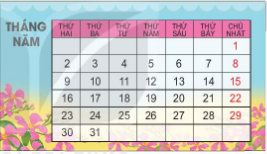 THÁNG NĂM
THỨ HAI THỨ BA THỨ TƯ THỨ NĂM THỨ SÁU THỨ BẢY CHỦ NHẬT
1
2 3 4 5 6 7 8
9 10 11 12 13 14 15
16 17 18 19 20 21 22
23 24 25 26 27 28 29
30 31